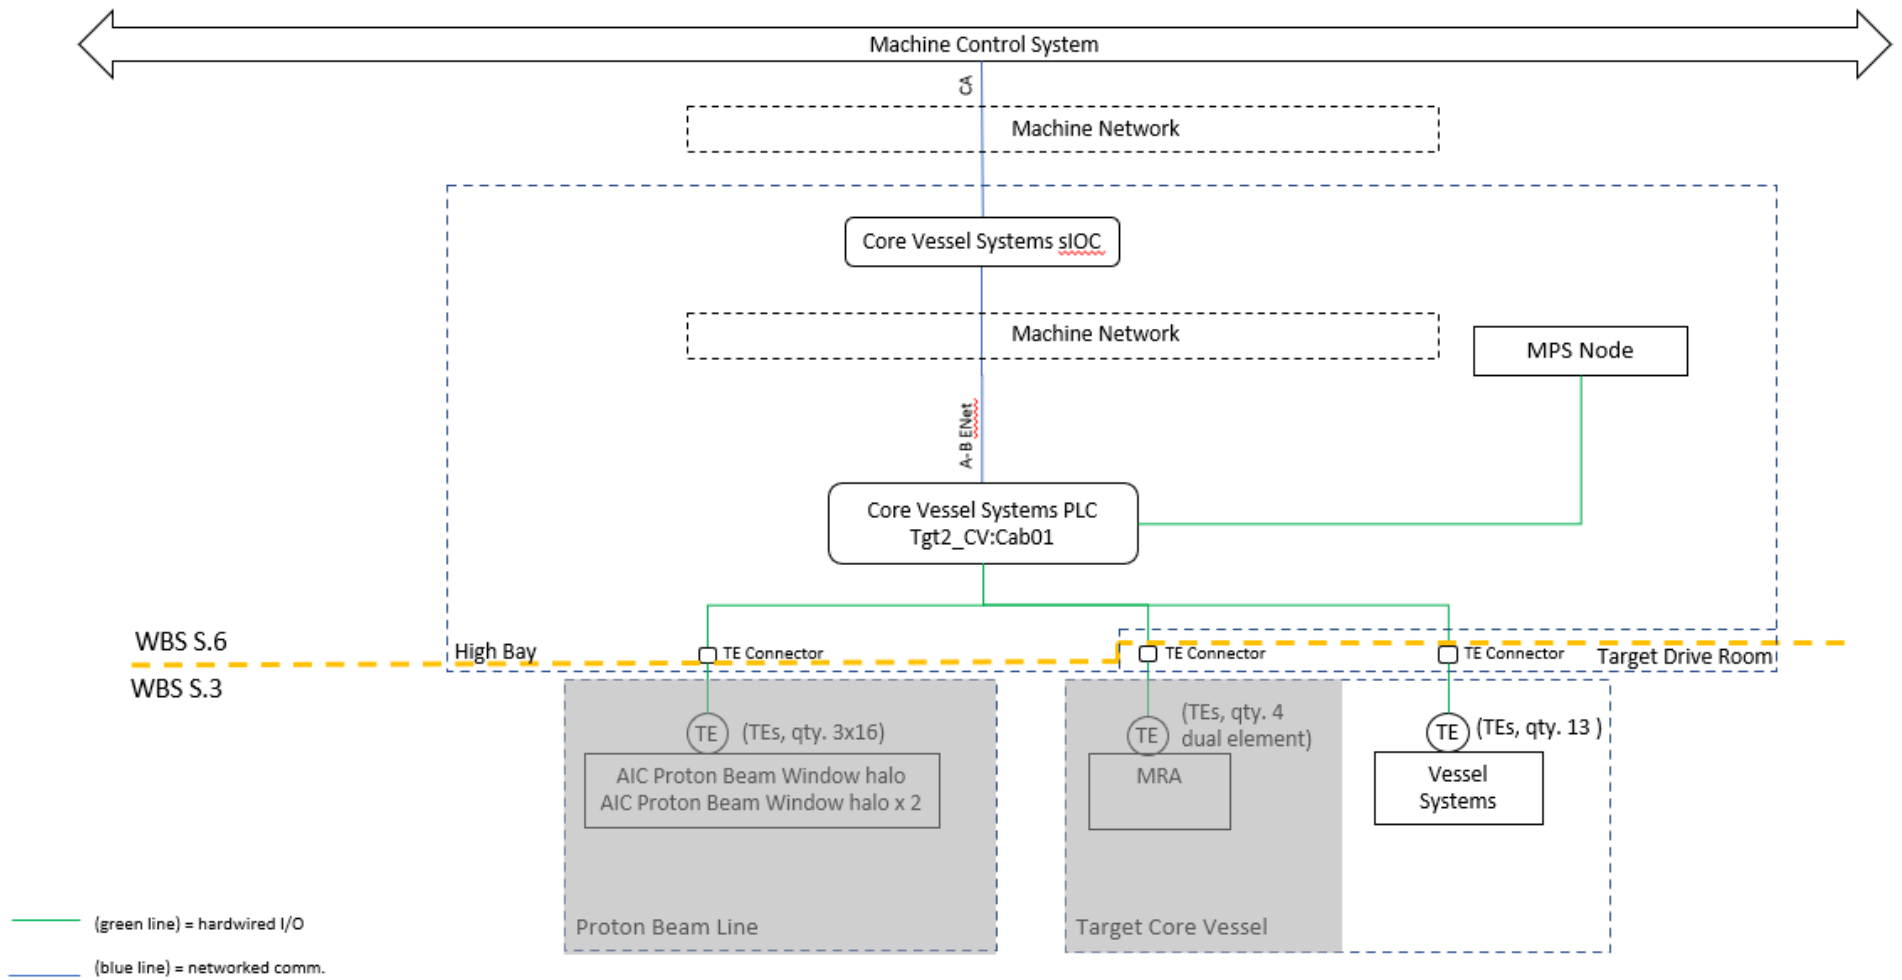 Machine Control System
CA
Machine Network
Core Vessel Systems sIOC
Machine Network
MPS Node
A-B ENet
Core Vessel Systems PLC
Tgt2_CV:Cab01
WBS S.6
High Bay
TE Connector
TE Connector
TE Connector
Target Drive Room
WBS S.3
TE
(TEs, qty. 3x16)
AIC Proton Beam Window halo
AIC Proton Beam Window halo x 2
TE
(TEs, qty. 4
dual element)
MRA
TE
(TEs, qty. 13 )
Vessel
Systems
Proton Beam Line
Target Core Vessel
(green line) = hardwired I/O
(blue line) = networked comm.